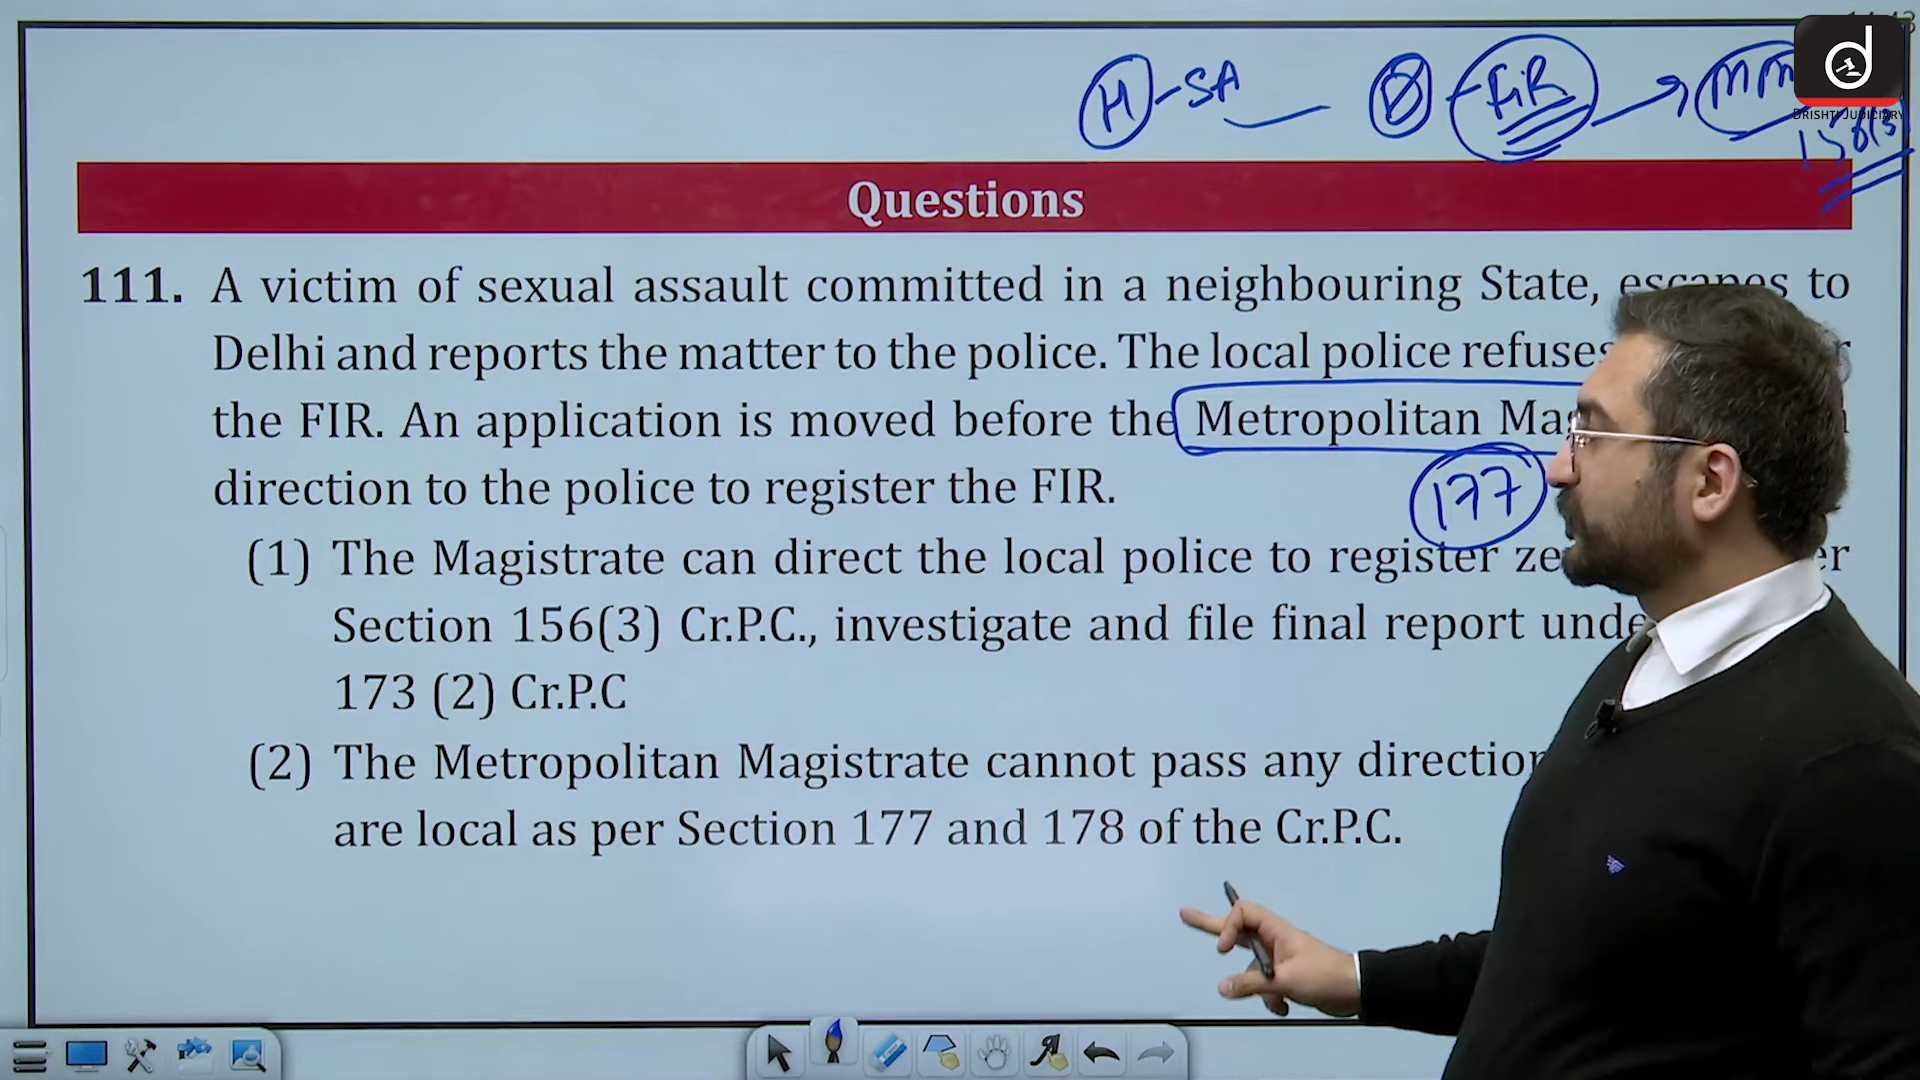 H - SA D - FIR → MM
156(3)
DRISHTI JUDICIARY
Questions
111. A victim of sexual assault committed in a neighbouring State, escapes to
Delhi and reports the matter to the police. The local police refuses
the FIR. An application is moved before the Metropolitan
direction to the police to register the FIR.
177
(1) The Magistrate can direct the local police to register
Section 156(3) Cr.P.C., investigate and file final report
173 (2) Cr.P.C
(2) The Metropolitan Magistrate cannot pass any
are local as per Section 177 and 178 of the Cr.P.C.